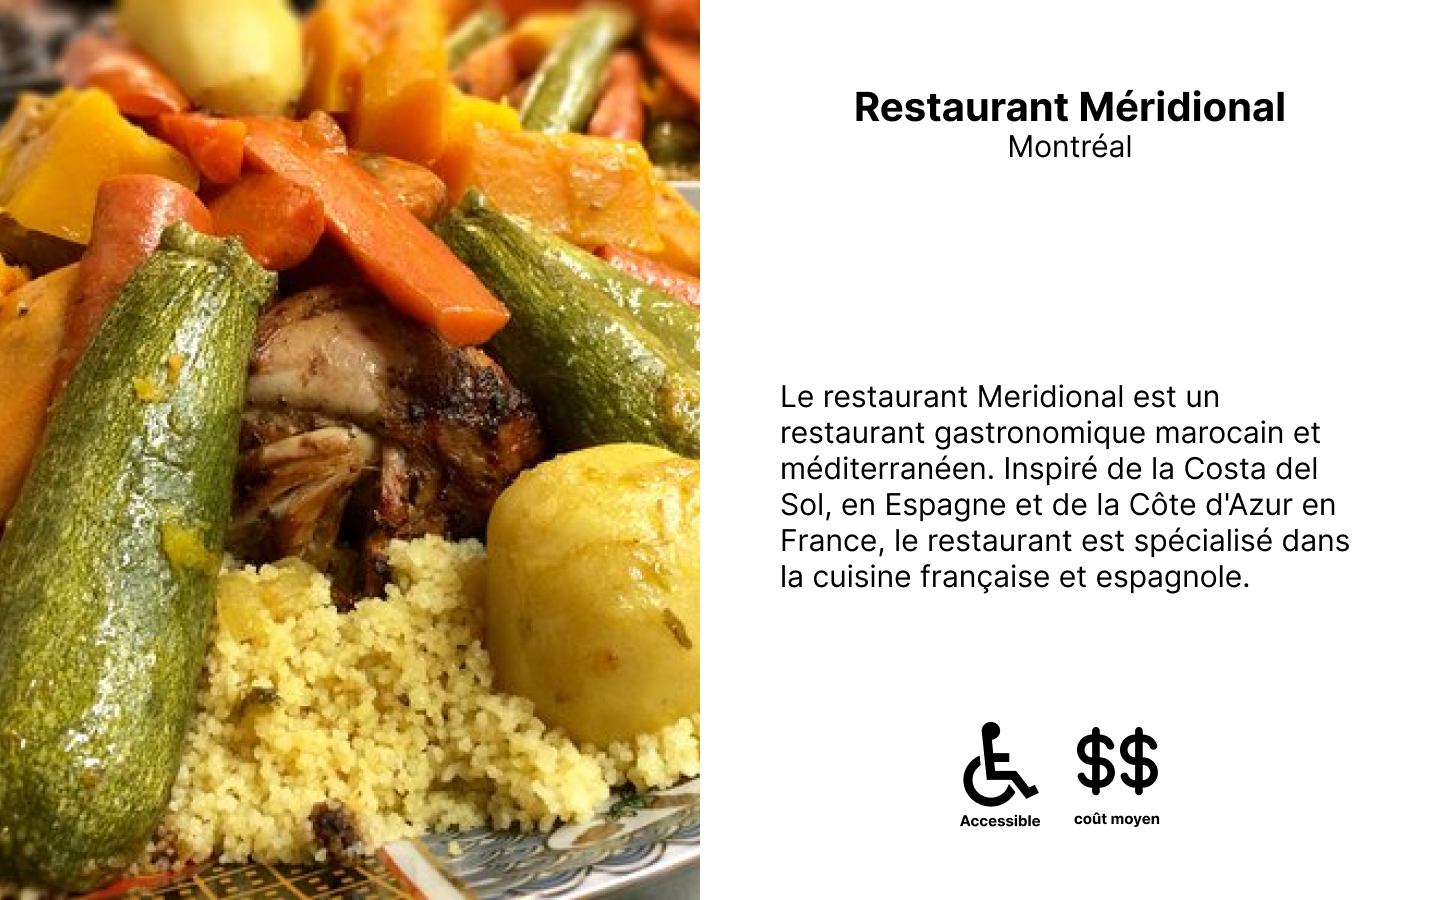 Restaurant Méridional
Montréal
Le restaurant Meridional est un
restaurant gastronomique marocain et
méditerranéen. Inspiré de la Costa del
Sol, en Espagne et de la Côte d'Azur en
France, le restaurant est spécialisé dans
la cuisine française et espagnole.
$$
Accessible
coût moyen